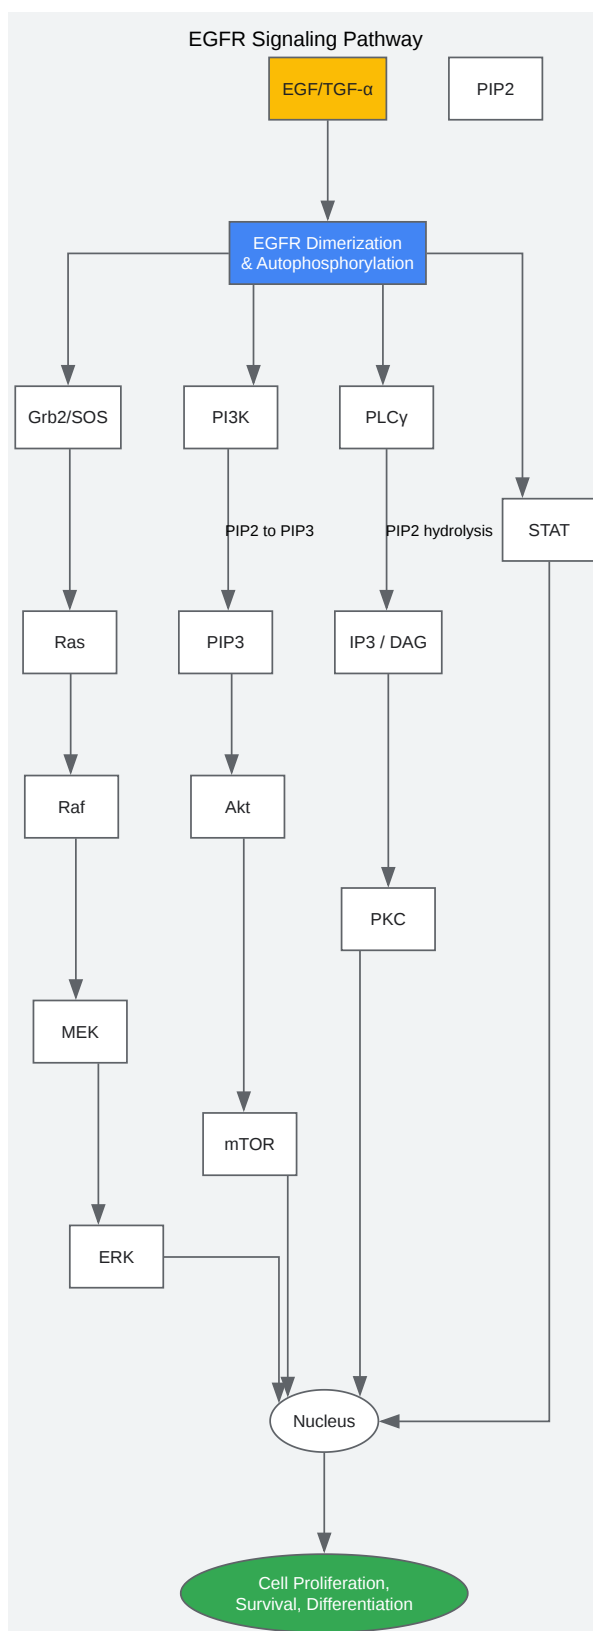 EGFR Signaling Pathway
EGF/TGF-α
PIP2
EGFR Dimerization
& Autophosphorylation
Grb2/SOS
PI3K
PLCγ
PIP2 to PIP3
PIP2 hydrolysis
STAT
Ras
PIP3
IP3 / DAG
Raf
Akt
PKC
MEK
mTOR
ERK
Nucleus
Cell Proliferation,
Survival, Differentiation